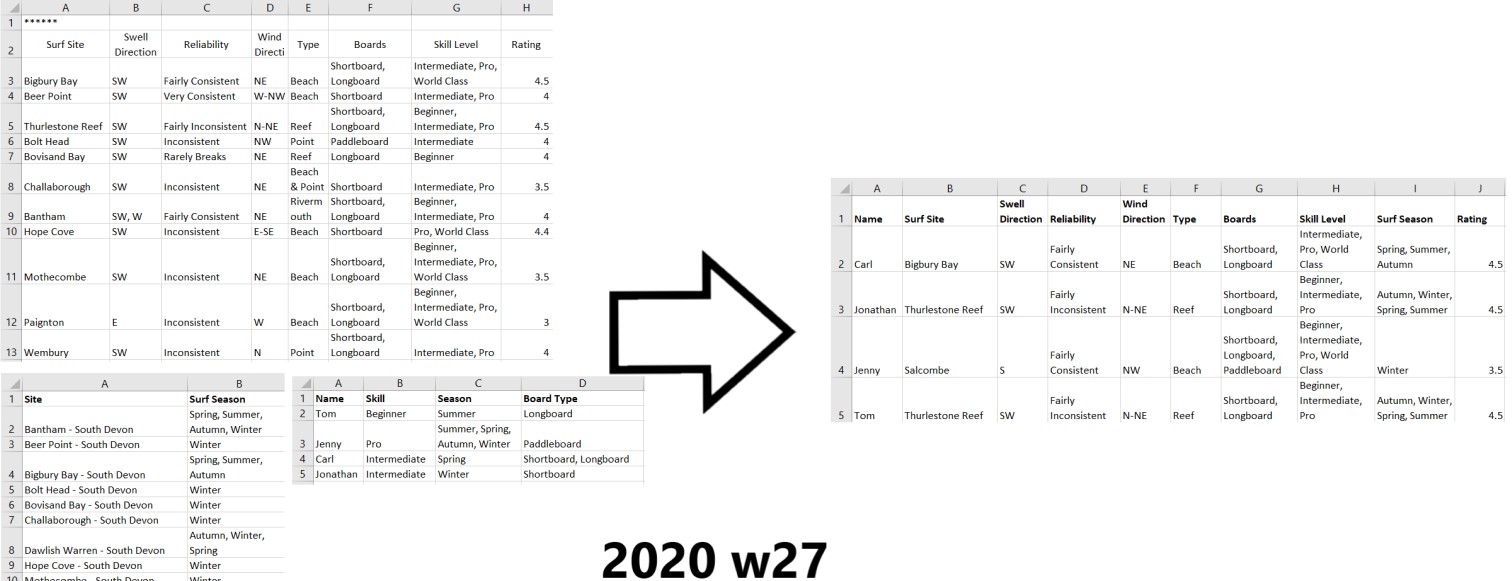 A B C D E F G H
1 ******
2 Surf Site Swell Direction Reliability Wind Directi Type Boards Skill Level Rating
3 Bigbury Bay SW Fairly Consistent NE Beach Shortboard, Longboard Intermediate, Pro, World Class 4.5
4 Beer Point SW Very Consistent W-NW Beach Shortboard Intermediate, Pro 4
5 Thurlestone Reef SW Fairly Inconsistent N-NE Reef Shortboard, Longboard Beginner, Intermediate, Pro 4.5
6 Bolt Head SW Inconsistent NW Point Paddleboard Intermediate 4
7 Bovisand Bay SW Rarely Breaks NE Reef Longboard Beginner 4
8 Challaborough SW Inconsistent NE Beach & Point Shortboard Intermediate, Pro 3.5
9 Bantham SW, W Fairly Consistent NE Rivermouth Shortboard, Longboard Beginner, Intermediate, Pro 4
10 Hope Cove SW Inconsistent E-SE Beach Shortboard Pro, World Class 4.4
11 Mothecombe SW Inconsistent NE Beach Shortboard, Longboard Beginner, Intermediate, Pro, World Class 3.5
12 Paignton E Inconsistent W Beach Shortboard, Longboard Beginner, Intermediate, Pro, World Class 3
13 Wembury SW Inconsistent N Point Shortboard, Longboard Intermediate, Pro 4
A B
1 Site Surf Season
2 Bantham - South Devon Spring, Summer, Autumn, Winter
3 Beer Point - South Devon Winter
4 Bigbury Bay - South Devon Spring, Summer, Autumn
5 Bolt Head - South Devon Winter
6 Bovisand Bay - South Devon Winter
7 Challaborough - South Devon Winter
8 Dawlish Warren - South Devon Autumn, Winter, Spring
9 Hope Cove - South Devon Winter
10 Mothecombe - South Devon Winter
A B C D
1 Name Skill Season Board Type
2 Tom Beginner Summer Longboard
3 Jenny Pro Summer, Spring, Autumn, Winter Paddleboard
4 Carl Intermediate Spring Shortboard, Longboard
5 Jonathan Intermediate Winter Shortboard
A B C D E F G H I J
1 Name Surf Site Swell Direction Reliability Wind Direction Type Boards Skill Level Surf Season Rating
2 Carl Bigbury Bay SW Fairly Consistent NE Beach Shortboard, Longboard Intermediate, Pro, World Class Spring, Summer, Autumn 4.5
3 Jonathan Thurlestone Reef SW Fairly Inconsistent N-NE Reef Shortboard, Longboard Beginner, Intermediate, Pro Autumn, Winter, Spring, Summer 4.5
4 Jenny Salcombe S Fairly Consistent NW Beach Shortboard, Longboard, Paddleboard Beginner, Intermediate, Pro, World Class Winter 3.5
5 Tom Thurlestone Reef SW Fairly Inconsistent N-NE Reef Shortboard, Longboard Beginner, Intermediate, Pro Autumn, Winter, Spring, Summer 4.5
2020 w27